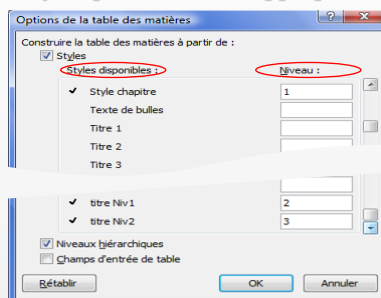 Options de la table des matières
Construire la table des matières à partir de :
Styles
Styles disponibles : Niveau :
Style chapitre 1
Texte de bulles
Titre 1
Titre 2
Titre 3
titre Niv1 2
titre Niv2 3
Niveaux hiérarchiques
Champs d'entrée de table
Rétablir OK Annuler